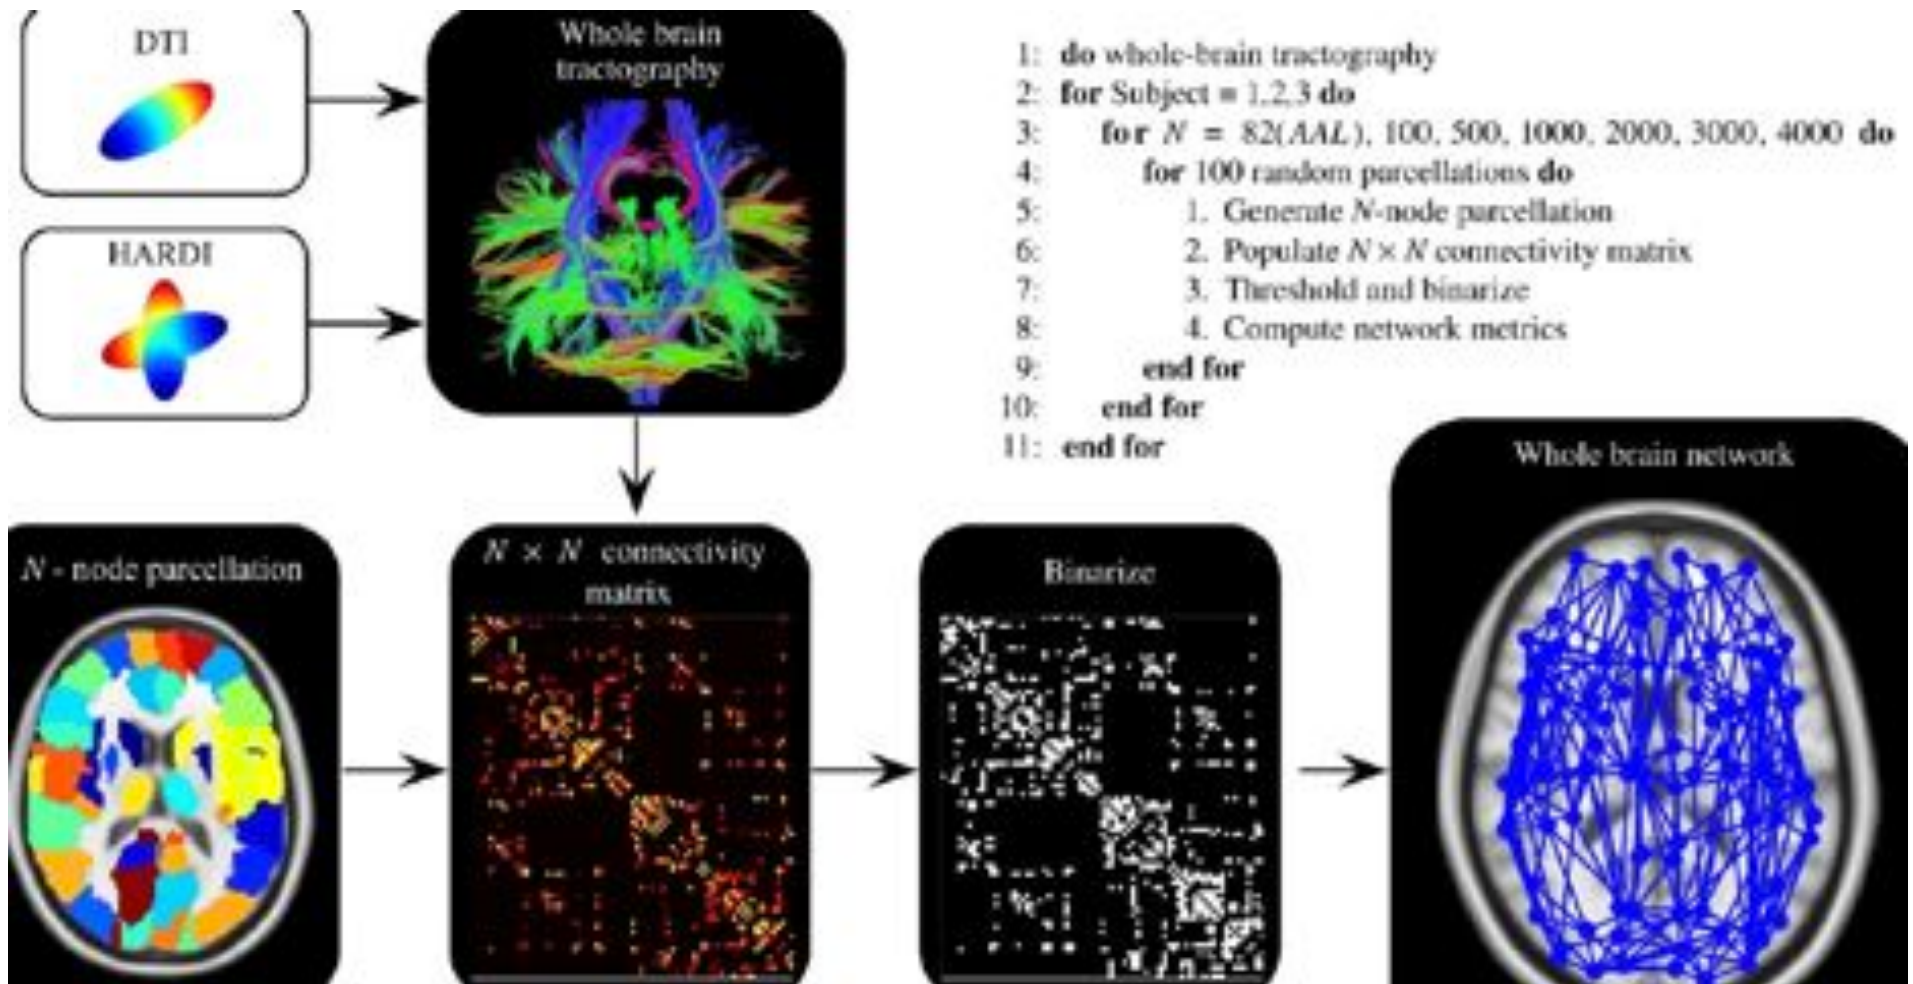 DTI
Whole brain
tractography
HARDI
1: do whole-brain tractography
2: for Subject = 1,2,3 do
3: for N = 82(AAL), 100, 500, 1000, 2000, 3000, 4000 do
4: for 100 random parcellations do
5: 1. Generate N-node parcellation
6: 2. Populate N × N connectivity matrix
7: 3. Threshold and binarize
8: 4. Compute network metrics
9: end for
10: end for
11: end for
N - node parcellation
N × N connectivity
matrix
Binarize
Whole brain network